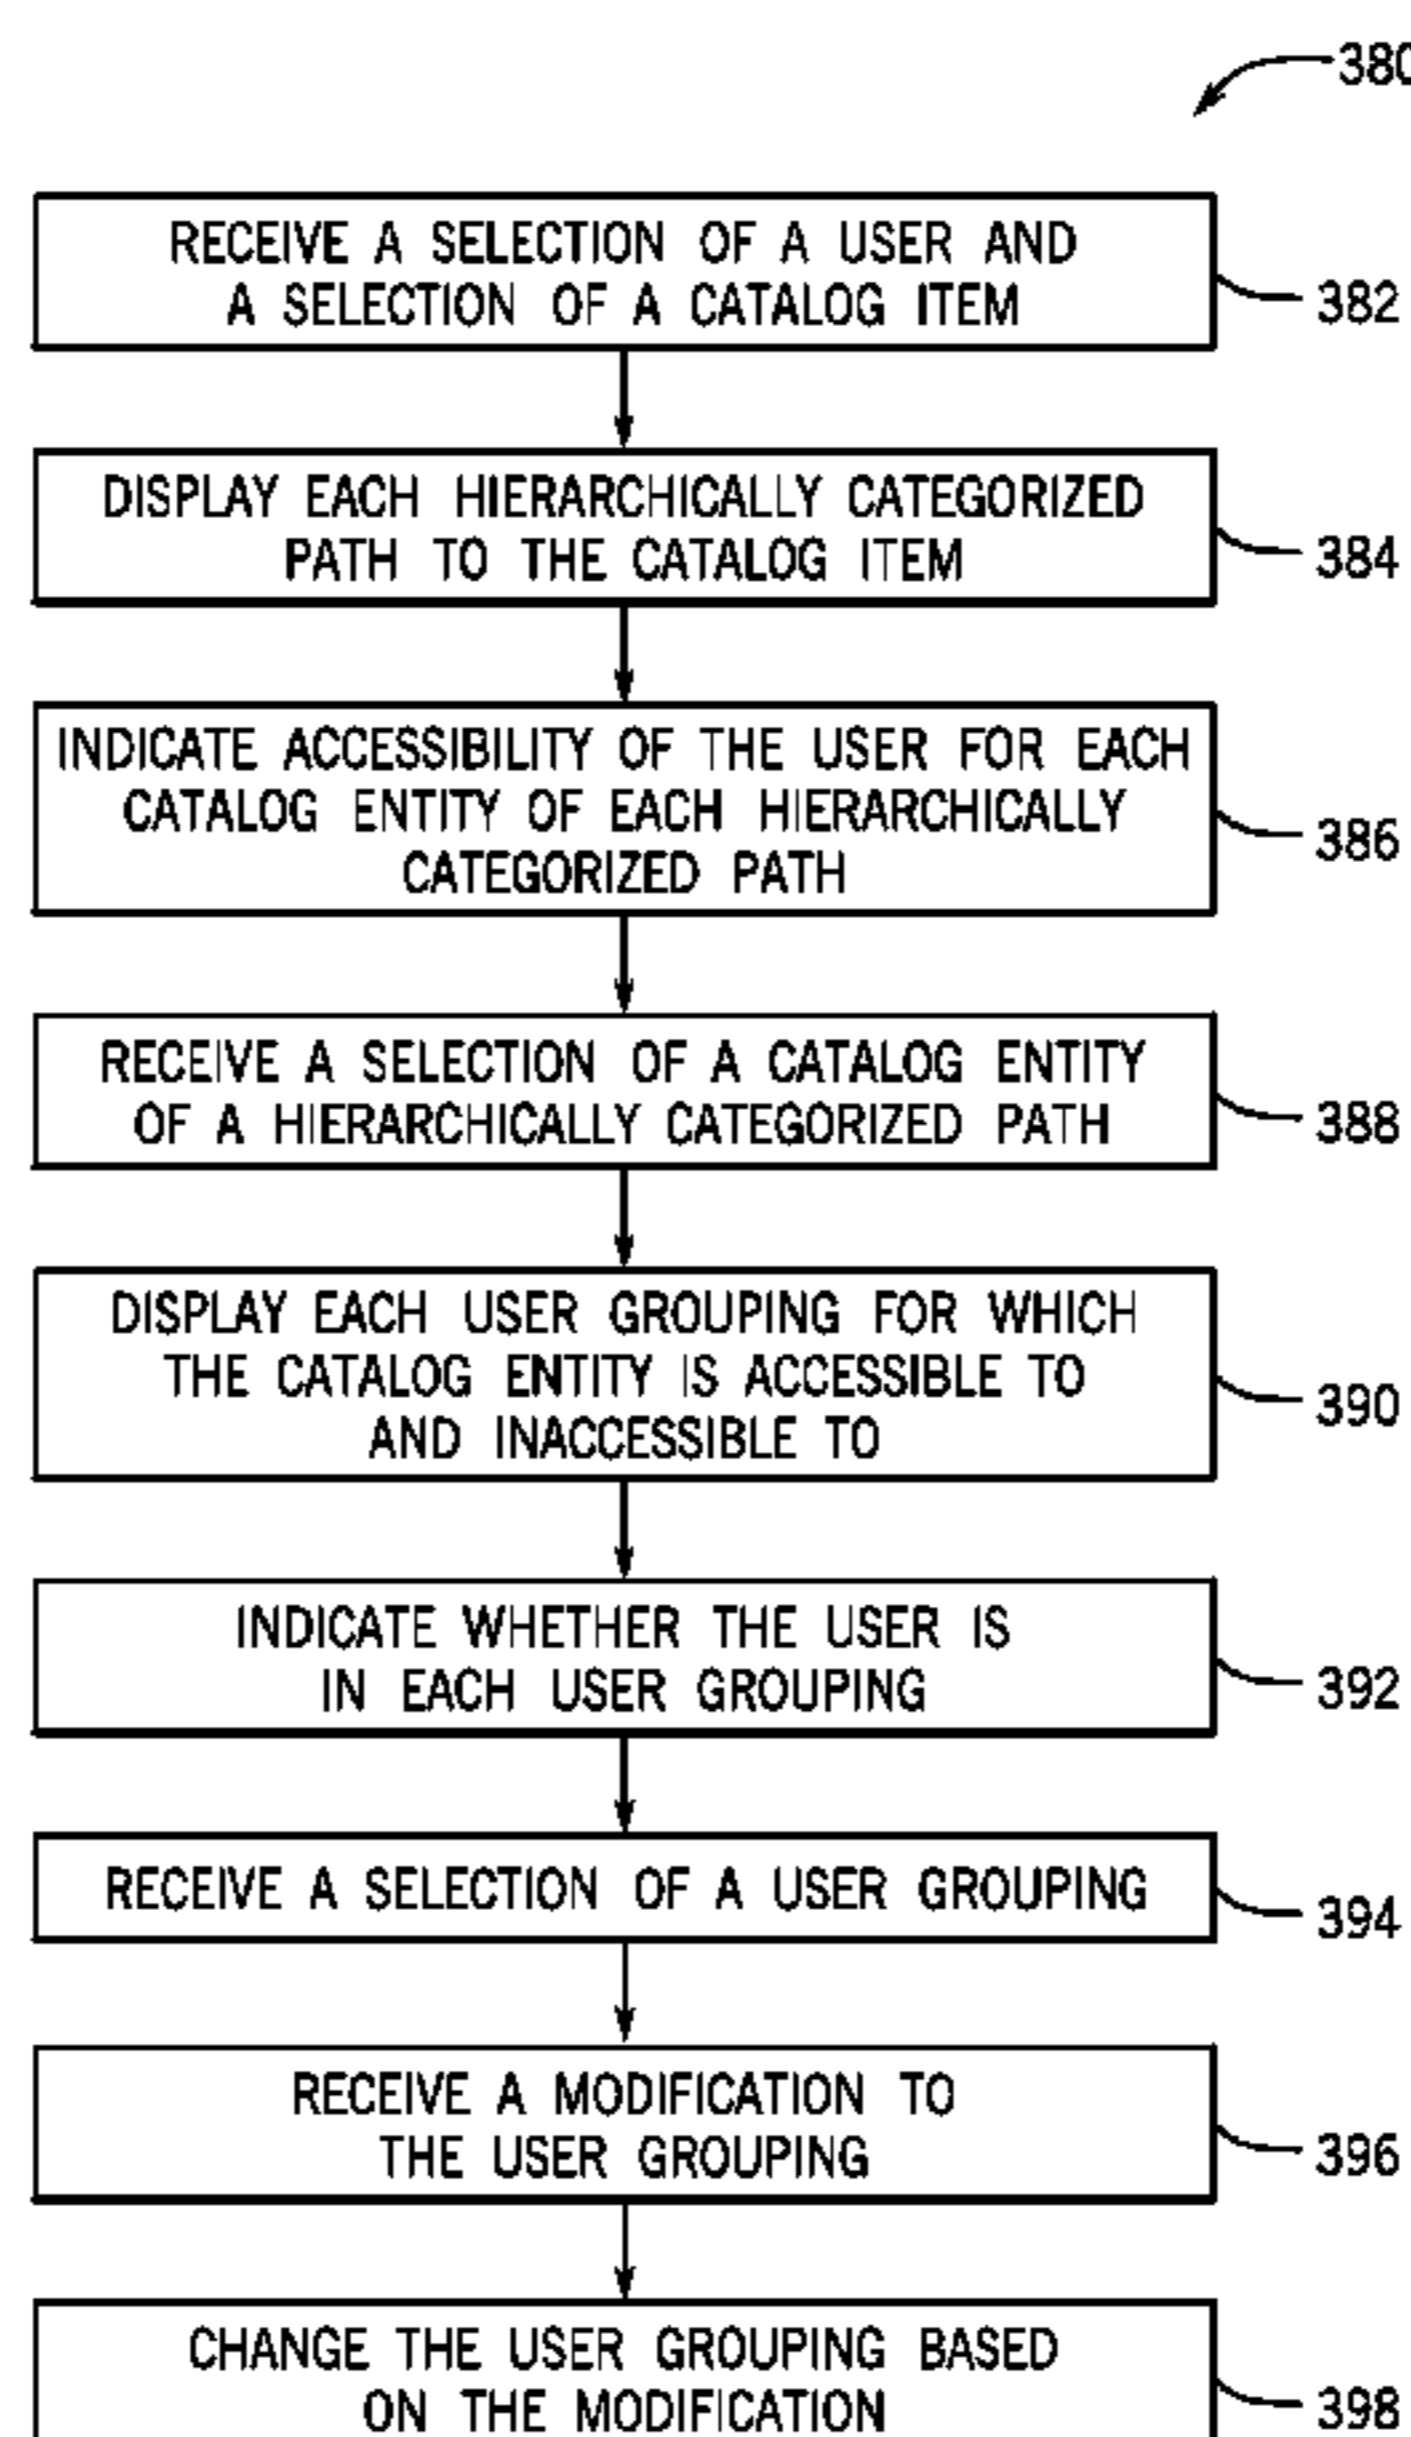 380
RECEIVE A SELECTION OF A USER AND
A SELECTION OF A CATALOG ITEM
382
DISPLAY EACH HIERARCHICALLY CATEGORIZED
PATH TO THE CATALOG ITEM
384
INDICATE ACCESSIBILITY OF THE USER FOR EACH
CATALOG ENTITY OF EACH HIERARCHICALLY
CATEGORIZED PATH
386
RECEIVE A SELECTION OF A CATALOG ENTITY
OF A HIERARCHICALLY CATEGORIZED PATH
388
DISPLAY EACH USER GROUPING FOR WHICH
THE CATALOG ENTITY IS ACCESSIBLE TO
AND INACCESSIBLE TO
390
INDICATE WHETHER THE USER IS
IN EACH USER GROUPING
392
RECEIVE A SELECTION OF A USER GROUPING
394
RECEIVE A MODIFICATION TO
THE USER GROUPING
396
CHANGE THE USER GROUPING BASED
ON THE MODIFICATION
398